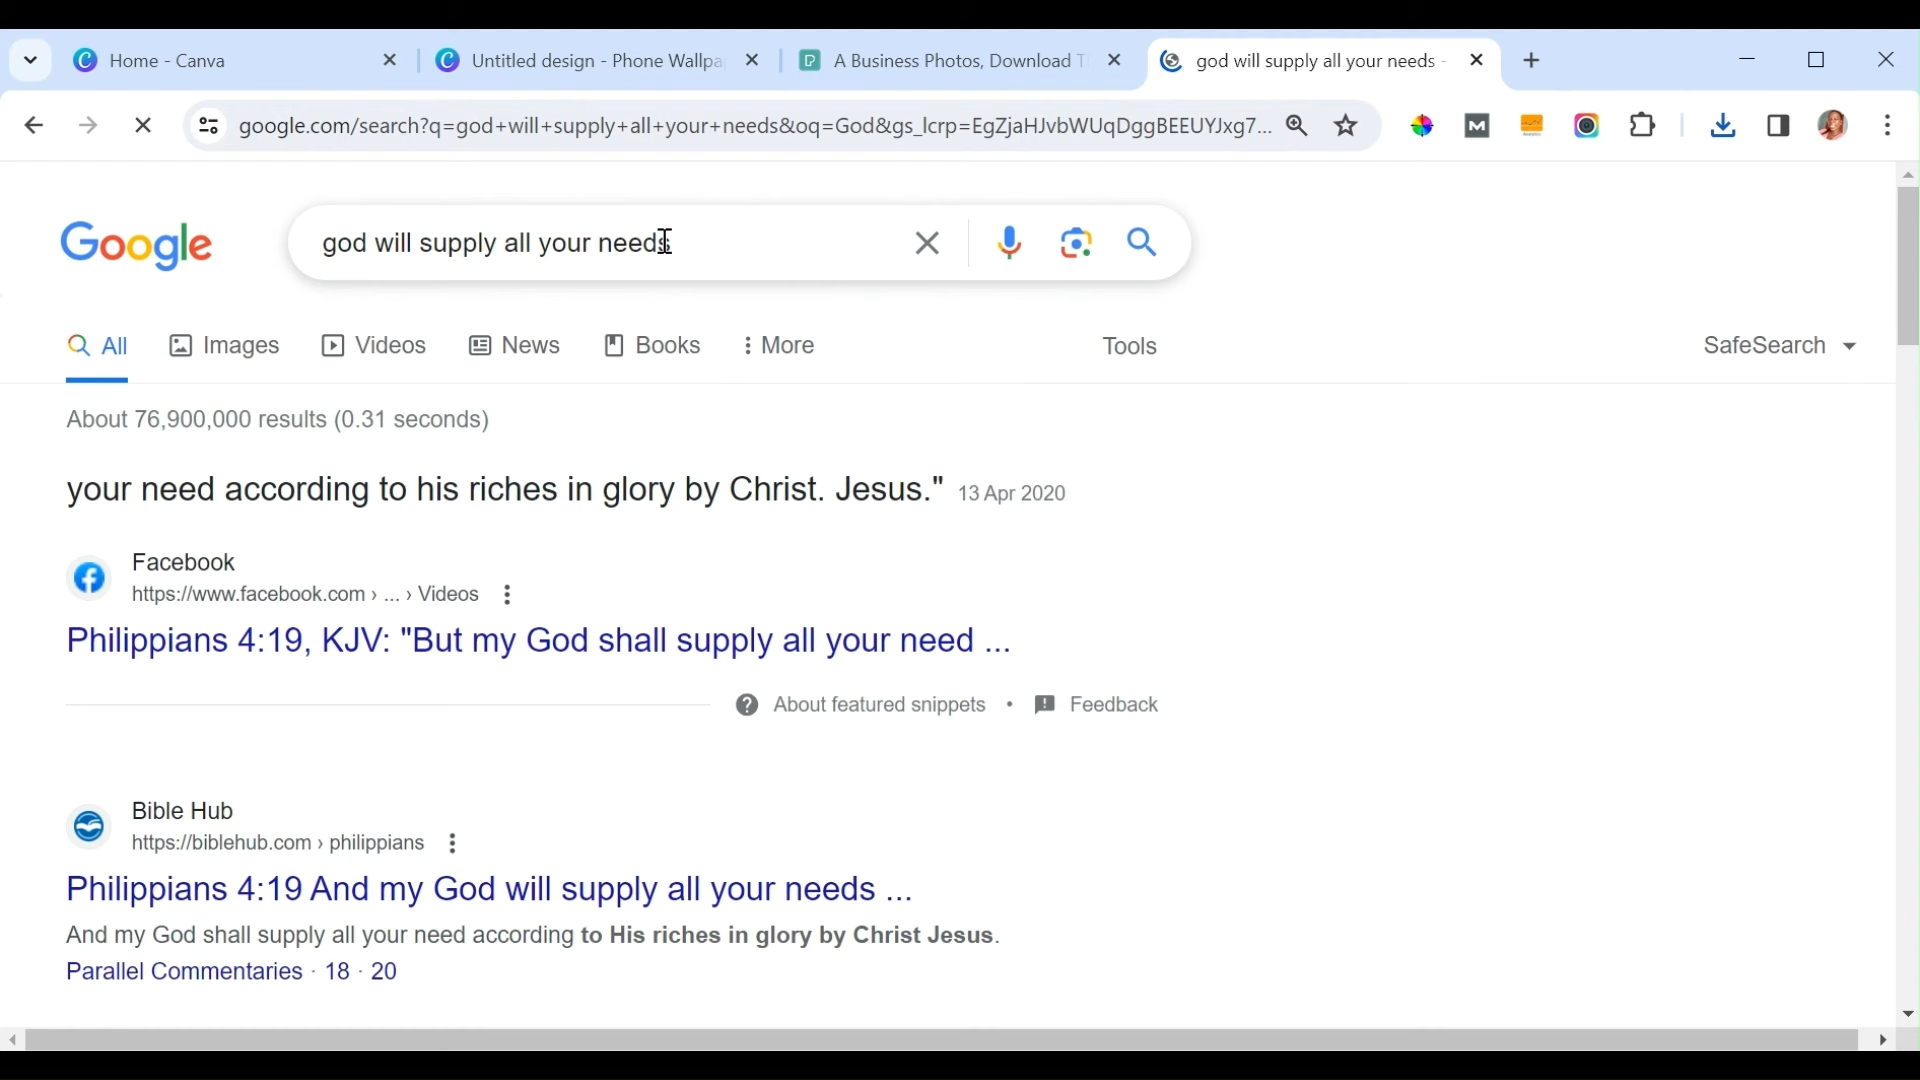 Home - Canva
Untitled design - Phone Wallpa
A Business Photos, Download T
god will supply all your needs -
google.com/search?q=god+will+supply+all+your+needs&oq=God&gs_lcrp=EgZjaHJvbWUqDggBEEUYJxg7...
Google
god will supply all your needs
All
Images
Videos
News
Books
More
Tools
SafeSearch
About 76,900,000 results (0.31 seconds)
your need according to his riches in glory by Christ. Jesus." 13 Apr 2020
Facebook
https://www.facebook.com › ... › Videos
Philippians 4:19, KJV: "But my God shall supply all your need ...
About featured snippets • Feedback
Bible Hub
https://biblehub.com › philippians
Philippians 4:19 And my God will supply all your needs ...
And my God shall supply all your need according to His riches in glory by Christ Jesus.
Parallel Commentaries · 18 · 20